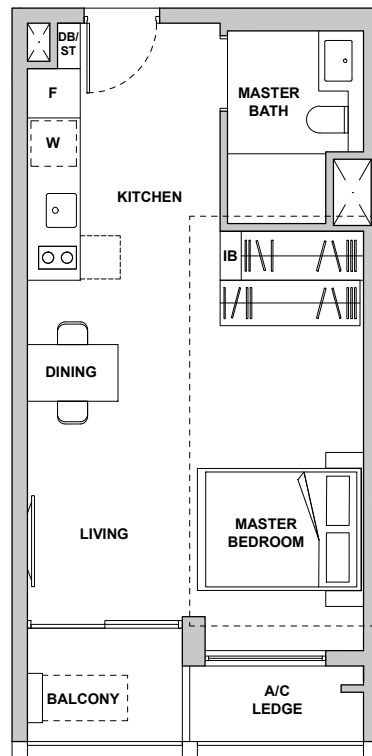 DB/
ST
F
W
MASTER
BATH
KITCHEN
IB
DINING
LIVING
MASTER
BEDROOM
BALCONY
A/C
LEDGE